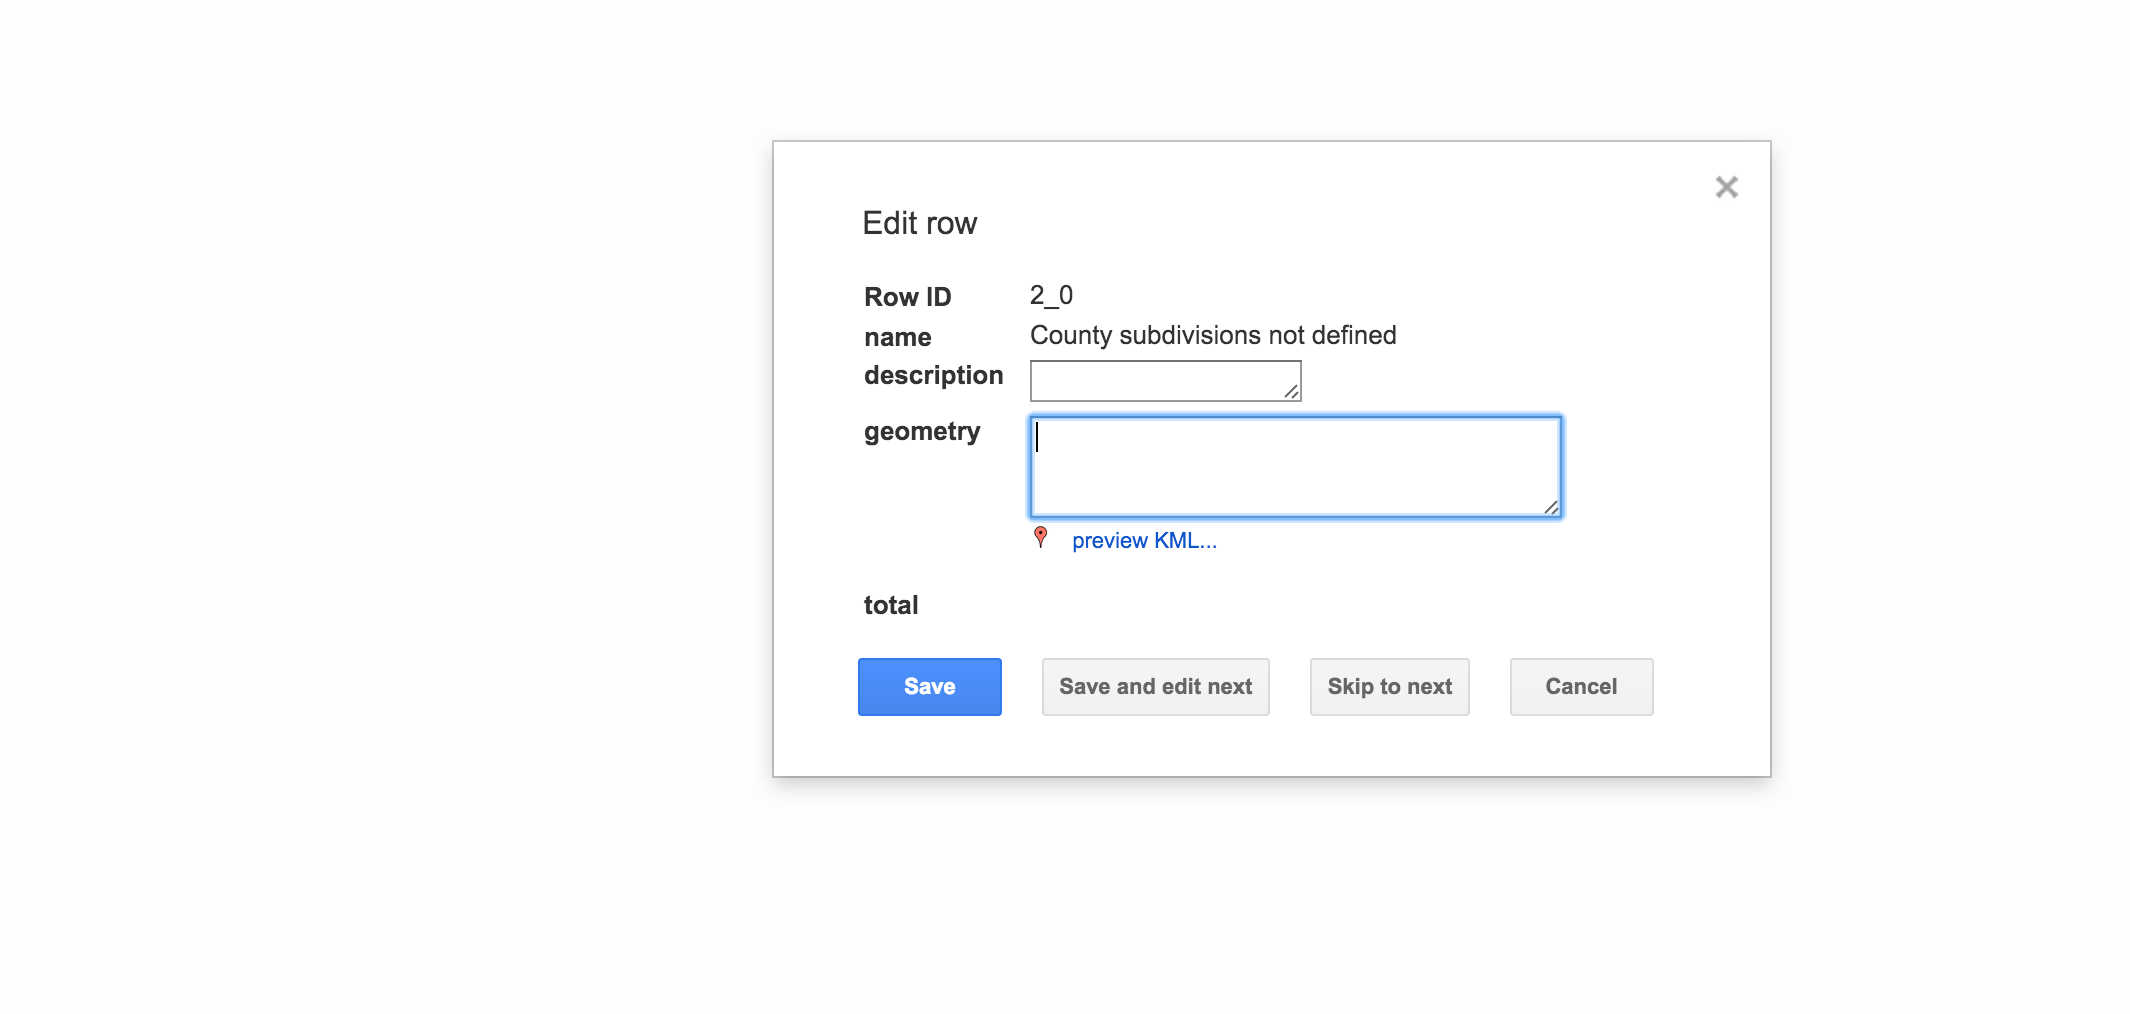 Edit row
Row ID 2_0
name County subdivisions not defined
description
geometry
preview KML...
total
Save Save and edit next Skip to next Cancel